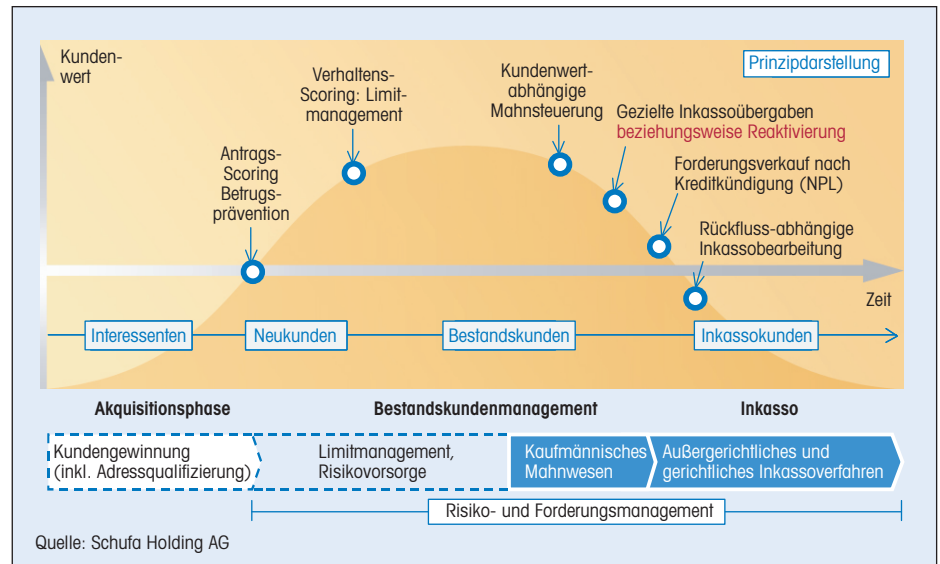 Kunden-
wert
Prinzipdarstellung
Verhaltens-
Scoring: Limit-
management
Kundenwert-
abhängige
Mahnsteuerung
Gezielte Inkassoübergaben
beziehungsweise Reaktivierung
Antrags-
Scoring
Betrugs-
prävention
Forderungsverkauf nach
Kreditkündigung (NPL)
Rückfluss-abhängige
Inkassobearbeitung
Zeit
Interessenten
Neukunden
Bestandskunden
Inkassokunden
Akquisitionsphase
Bestandskundenmanagement
Inkasso
Kundengewinnung
(inkl. Adressqualifizierung)
Limitmanagement,
Risikovorsorge
Kaufmännisches
Mahnwesen
Außergerichtliches und
gerichtliches Inkassoverfahren
Risiko- und Forderungsmanagement
Quelle: Schufa Holding AG